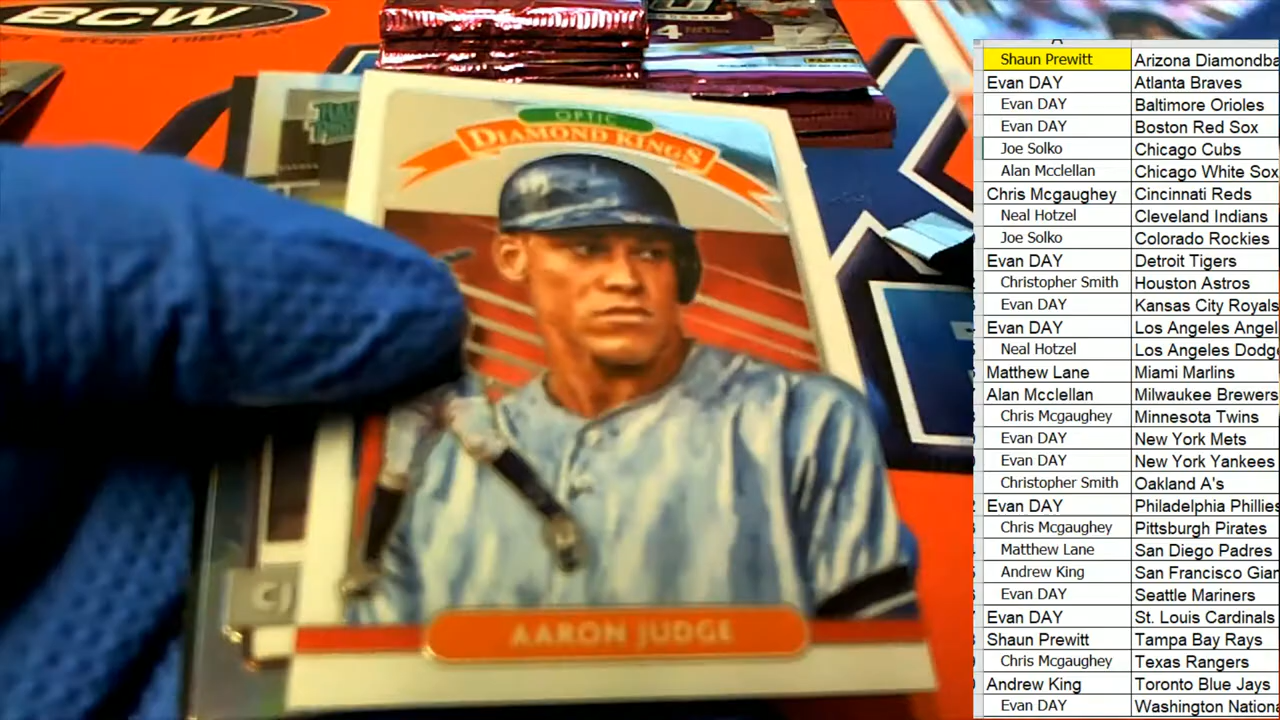 BCW
STORE
DISPLAY
4
PANINI
OPTIC
DIAMOND KINGS
AARON JUDGE
Shaun Prewitt Arizona Diamondba
Evan DAY Atlanta Braves
Evan DAY Baltimore Orioles
Evan DAY Boston Red Sox
Joe Solko Chicago Cubs
Alan Mcclellan Chicago White Sox
Chris Mcgaughey Cincinnati Reds
Neal Hotzel Cleveland Indians
Joe Solko Colorado Rockies
Evan DAY Detroit Tigers
Christopher Smith Houston Astros
Evan DAY Kansas City Royals
Evan DAY Los Angeles Angel
Neal Hotzel Los Angeles Dodg
Matthew Lane Miami Marlins
Alan Mcclellan Milwaukee Brewers
Chris Mcgaughey Minnesota Twins
Evan DAY New York Mets
Evan DAY New York Yankees
Christopher Smith Oakland A's
Evan DAY Philadelphia Phillies
Chris Mcgaughey Pittsburgh Pirates
Matthew Lane San Diego Padres
Andrew King San Francisco Gian
Evan DAY Seattle Mariners
Evan DAY St. Louis Cardinals
Shaun Prewitt Tampa Bay Rays
Chris Mcgaughey Texas Rangers
Andrew King Toronto Blue Jays
Evan DAY Washington Nationa